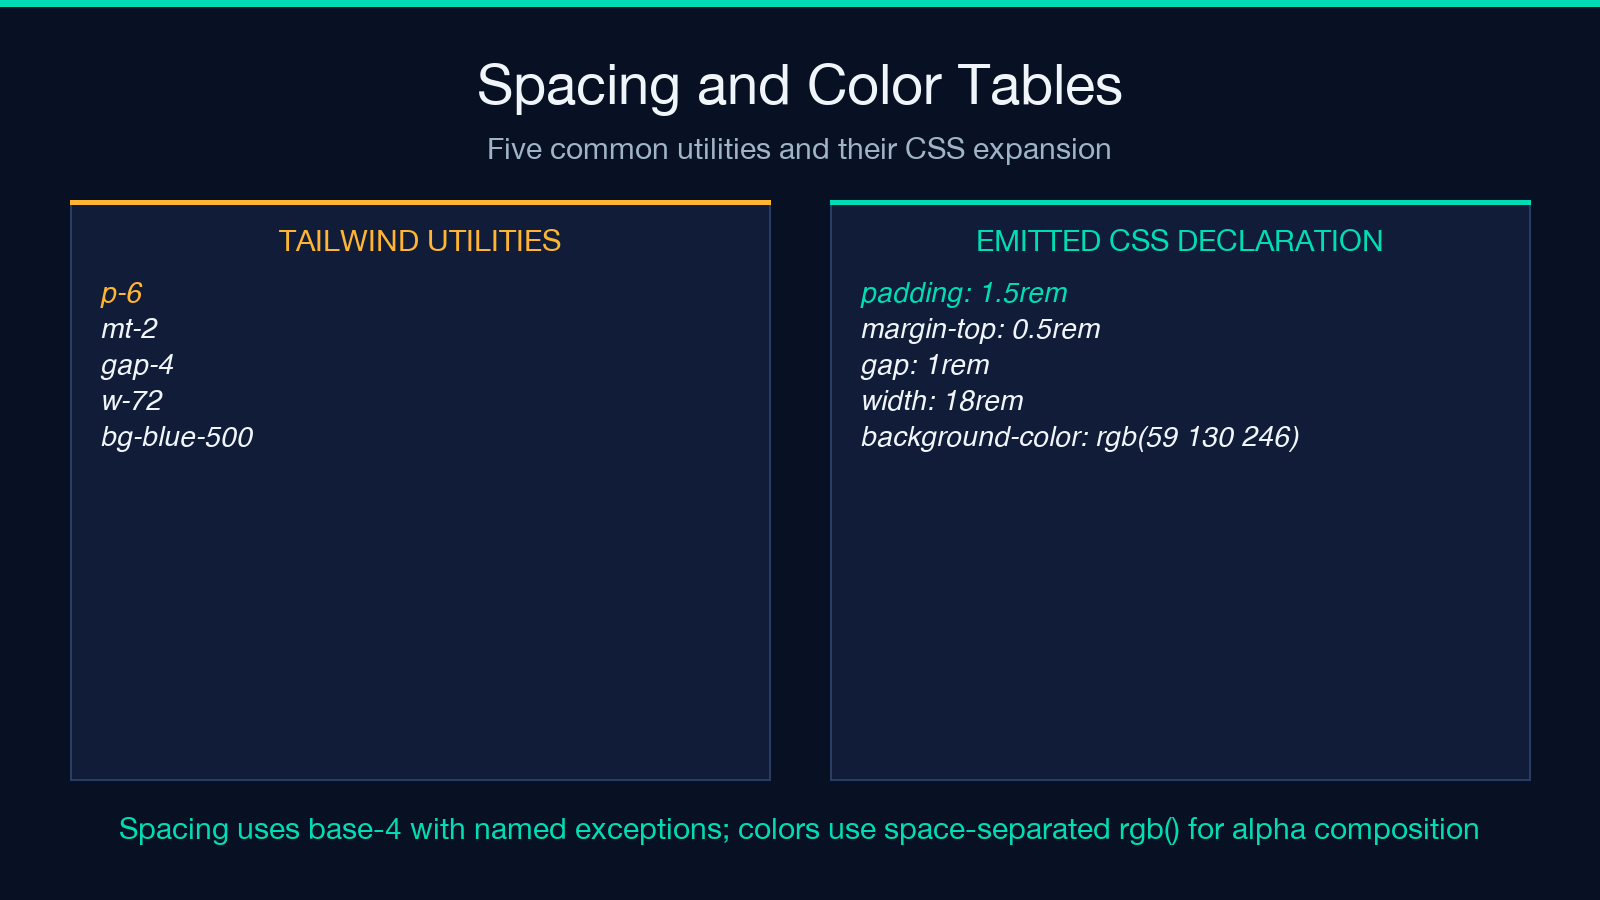 Spacing and Color Tables
Five common utilities and their CSS expansion
TAILWIND UTILITIES
p-6
mt-2
gap-4
w-72
bg-blue-500
EMITTED CSS DECLARATION
padding: 1.5rem
margin-top: 0.5rem
gap: 1rem
width: 18rem
background-color: rgb(59 130 246)
Spacing uses base-4 with named exceptions; colors use space-separated rgb() for alpha composition